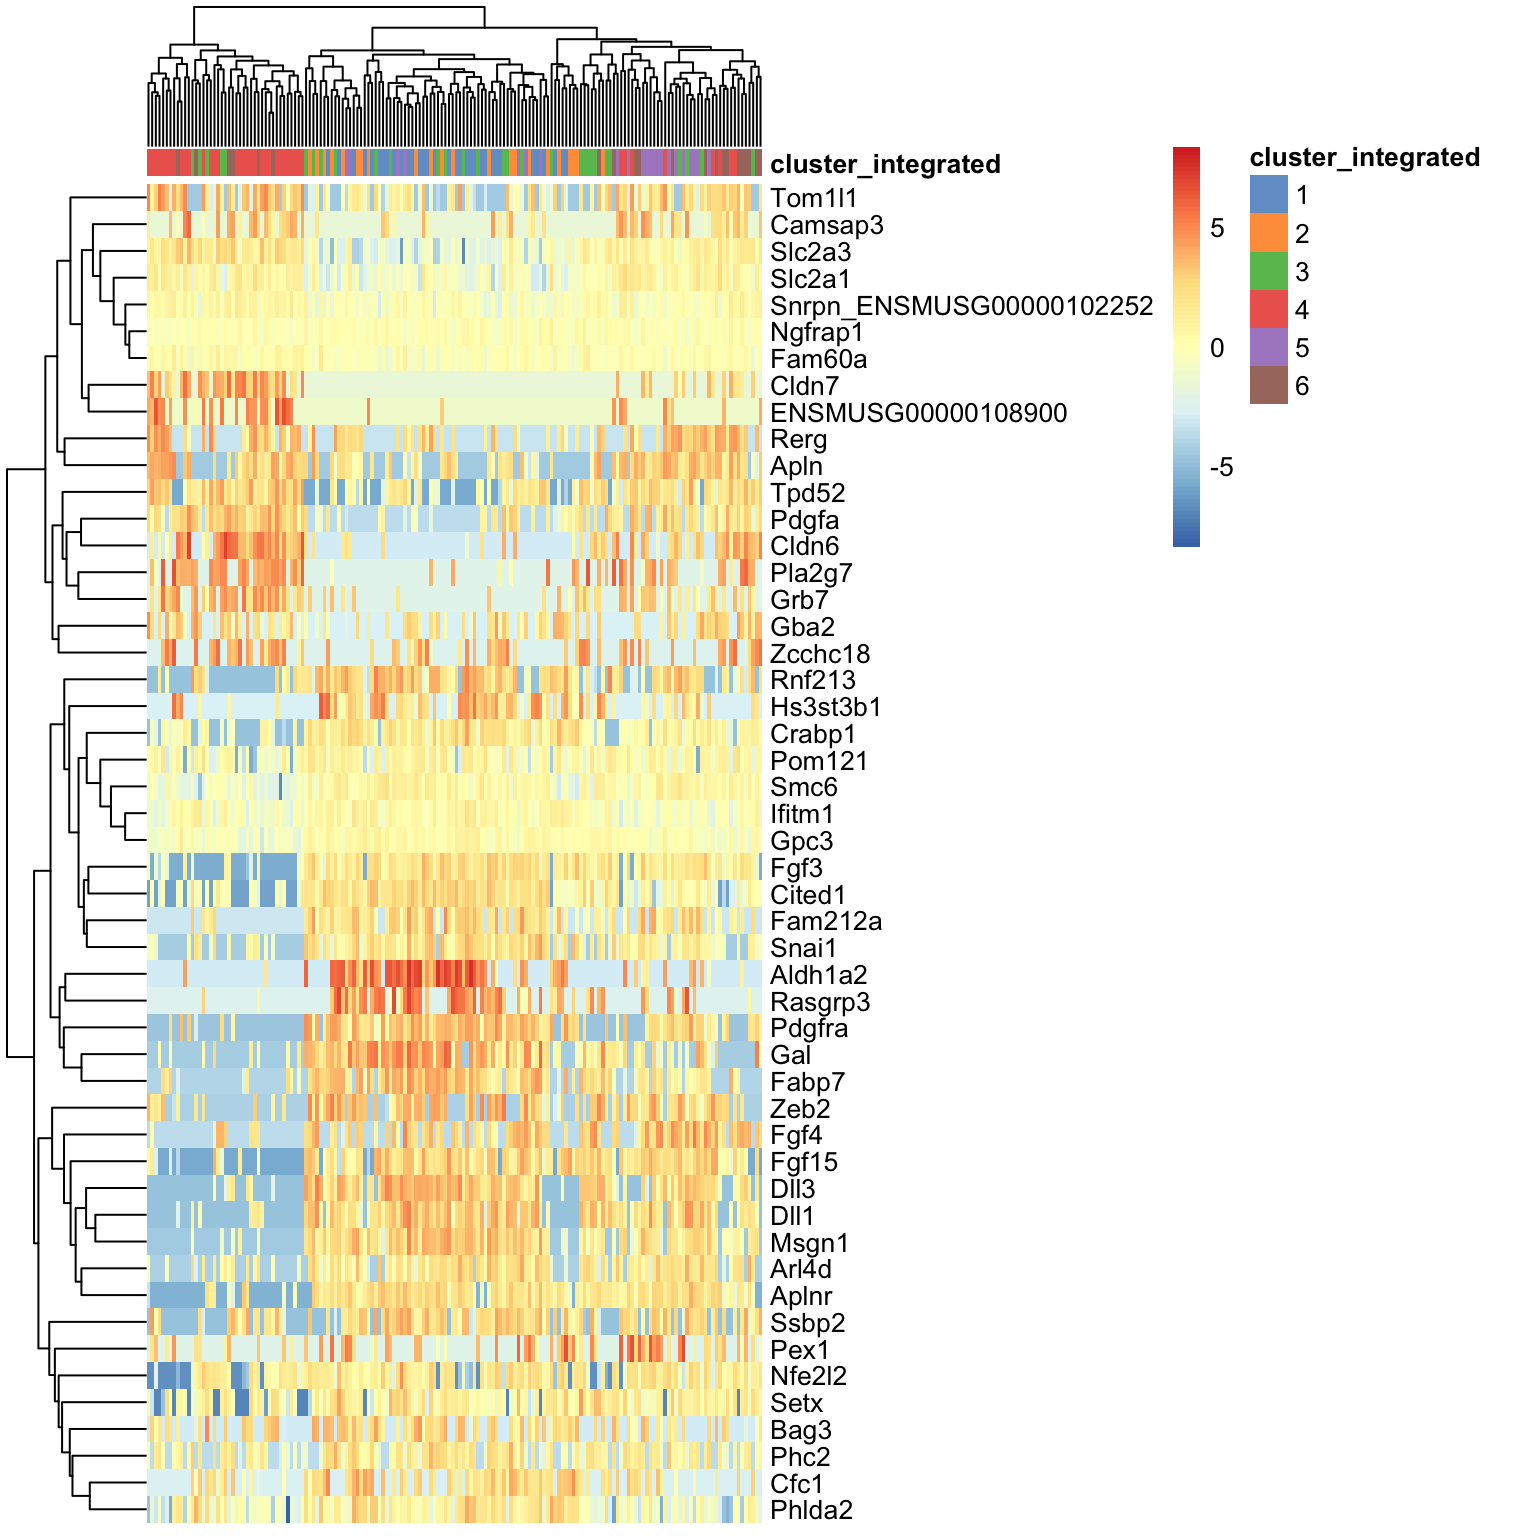 cluster_integrated
Tom1l1
Camsap3
Slc2a3
Slc2a1
Snrpn_ENSMUSG00000102252
Ngfrap1
Fam60a
Cldn7
ENSMUSG00000108900
Rerg
Apln
Tpd52
Pdgfa
Cldn6
Pla2g7
Grb7
Gba2
Zcchc18
Rnf213
Hs3st3b1
Crabp1
Pom121
Smc6
Ifitm1
Gpc3
Fgf3
Cited1
Fam212a
Snai1
Aldh1a2
Rasgrp3
Pdgfra
Gal
Fabp7
Zeb2
Fgf4
Fgf15
Dll3
Dll1
Msgn1
Arl4d
Aplnr
Ssbp2
Pex1
Nfe2l2
Setx
Bag3
Phc2
Cfc1
Phlda2
5
0
-5
cluster_integrated
1
2
3
4
5
6